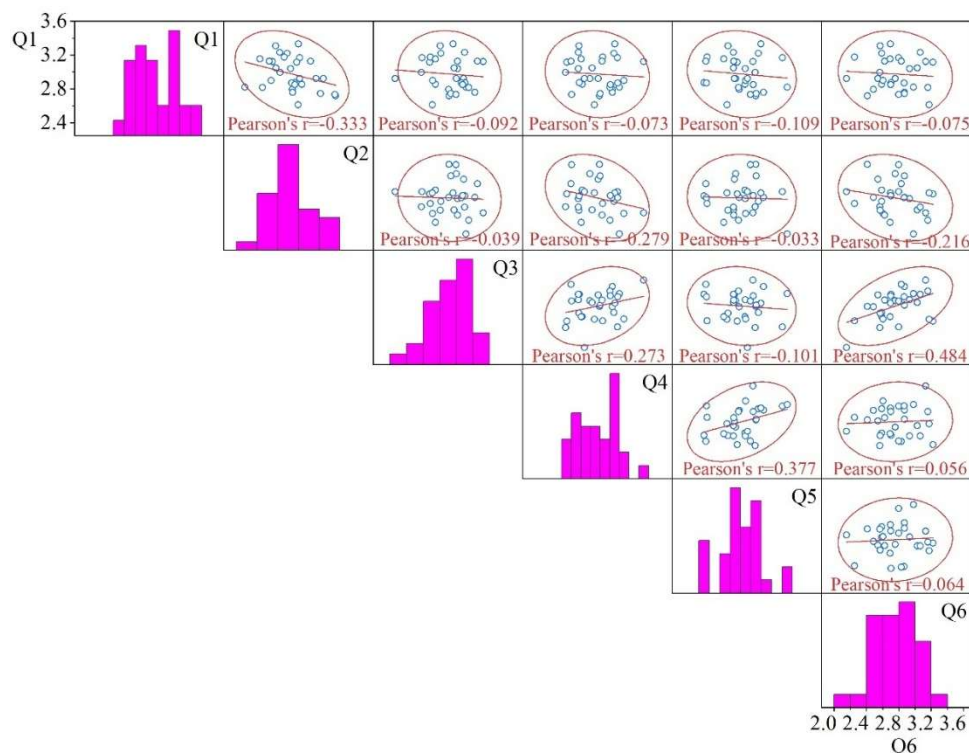 3.6
Q1 3.2
2.8
2.4
Q1
Pearson's r=-0.333
Pearson's r=-0.092
Pearson's r=-0.073
Pearson's r=-0.109
Pearson's r=-0.075
Q2
Pearson's r=-0.039
Pearson's r=-0.279
Pearson's r=-0.033
Pearson's r=-0.216
Q3
Pearson's r=0.273
Pearson's r=-0.101
Pearson's r=0.484
Q4
Pearson's r=0.377
Pearson's r=0.056
Q5
Pearson's r=0.064
Q6
2.0 2.4 2.8 3.2 3.6
Q6